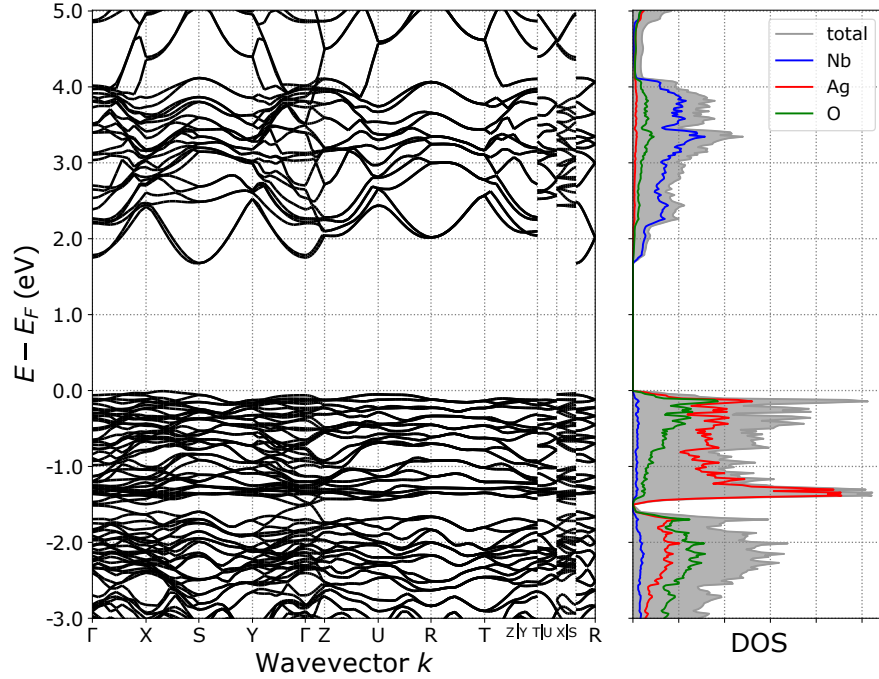 5.0
4.0
3.0
2.0
1.0
0.0
-1.0
-2.0
-3.0
E − E_F (eV)
Γ X S Y Γ Z U R T Z|Y T|U X|S R
Wavevector k
total
Nb
Ag
O
DOS